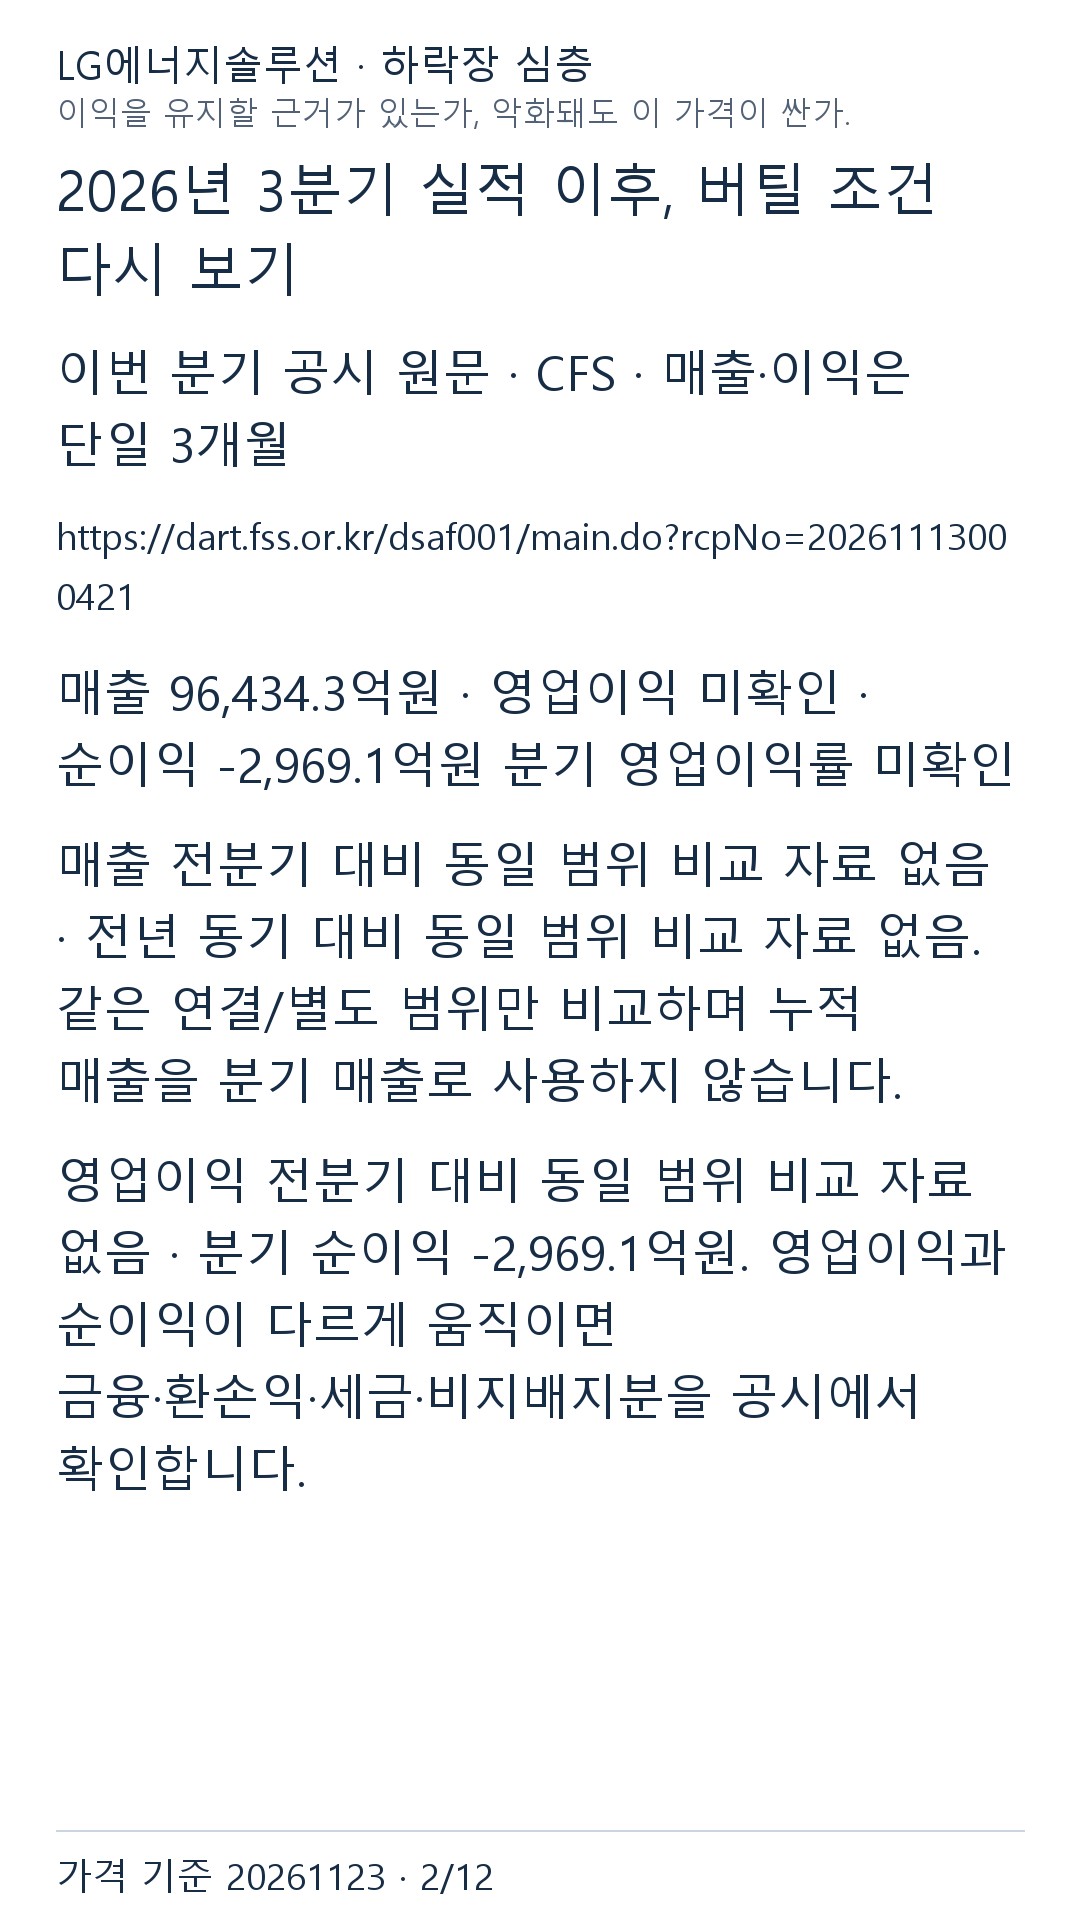 LG에너지솔루션 · 하락장 심층
이익을 유지할 근거가 있는가, 악화돼도 이 가격이 싼가.
2026년 3분기 실적 이후, 버틸 조건
다시 보기
이번 분기 공시 원문 · CFS · 매출·이익은
단일 3개월
https://dart.fss.or.kr/dsaf001/main.do?rcpNo=2026111300
0421
매출 96,434.3억원 · 영업이익 미확인 ·
순이익 -2,969.1억원 분기 영업이익률 미확인
매출 전분기 대비 동일 범위 비교 자료 없음
· 전년 동기 대비 동일 범위 비교 자료 없음.
같은 연결/별도 범위만 비교하며 누적
매출을 분기 매출로 사용하지 않습니다.
영업이익 전분기 대비 동일 범위 비교 자료
없음 · 분기 순이익 -2,969.1억원. 영업이익과
순이익이 다르게 움직이면
금융·환손익·세금·비지배지분을 공시에서
확인합니다.
가격 기준 20261123 · 2/12